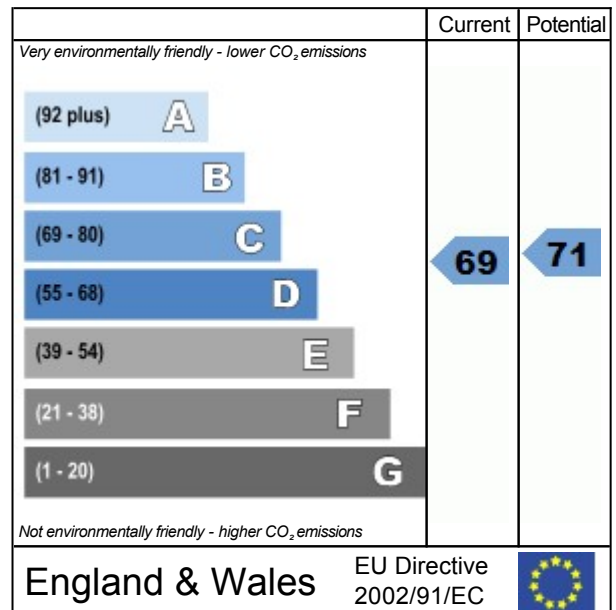 Current Potential
Very environmentally friendly - lower CO₂ emissions
(92 plus) A
(81 - 91) B
(69 - 80) C
(55 - 68) D
(39 - 54) E
(21 - 38) F
(1 - 20) G
69 71
Not environmentally friendly - higher CO₂ emissions
England & Wales
EU Directive
2002/91/EC